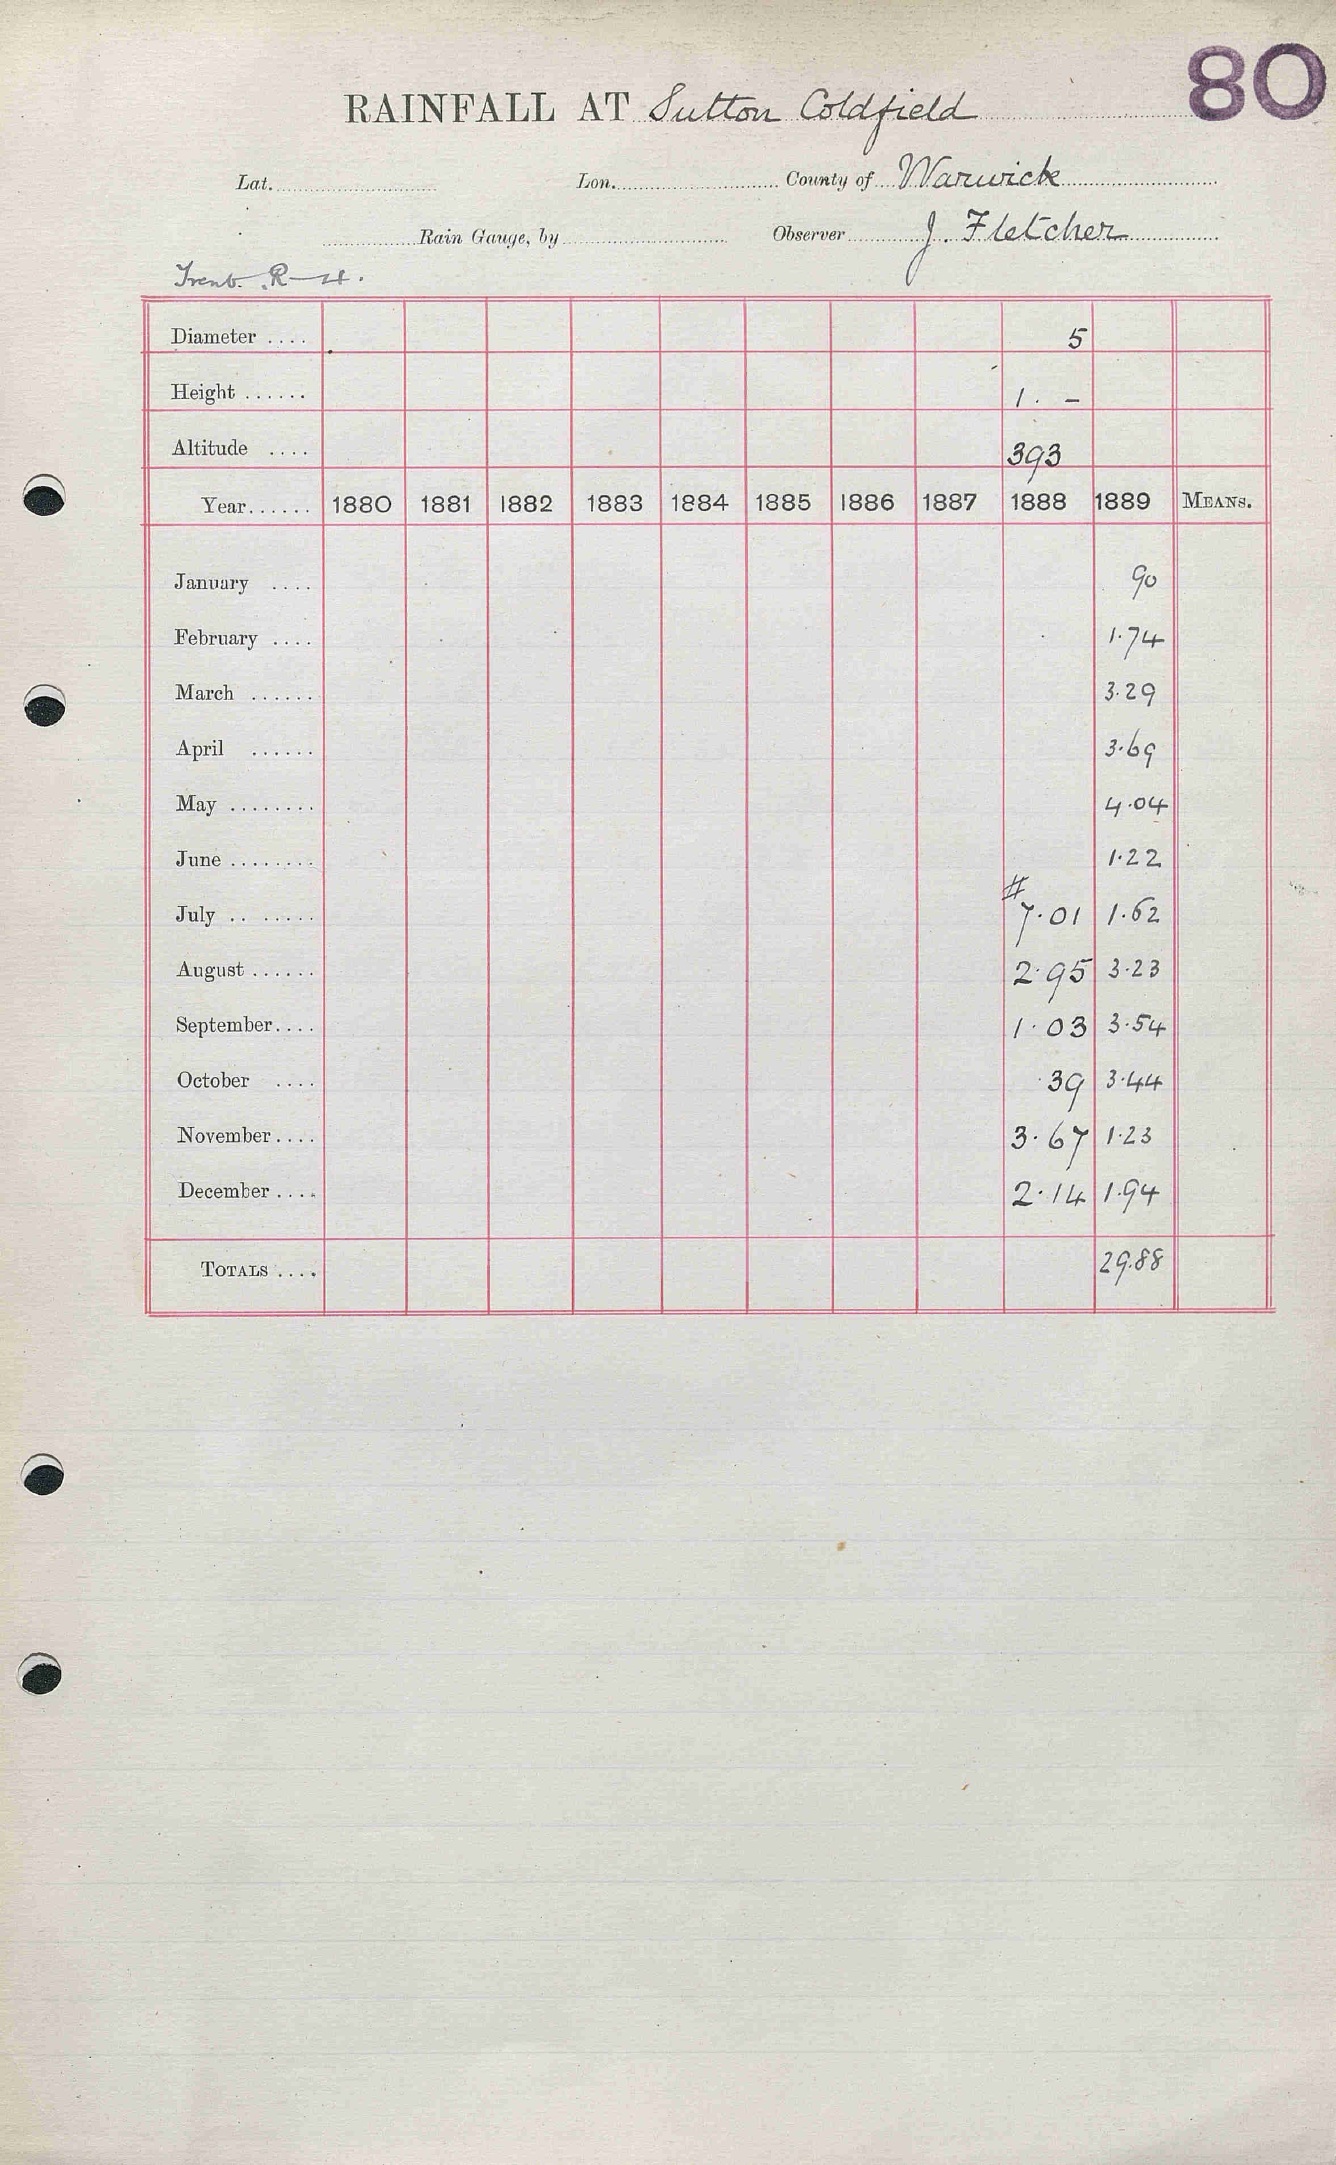 80
RAINFALL AT Sutton Coldfield
Lat. Lon. County of Warwick
Rain Gauge, by Observer J. Fletcher
Trent R-4.
Diameter .... 5
Height ...... 1. -
Altitude .... 393
Year...... 1880 1881 1882 1883 1884 1885 1886 1887 1888 1889 MEANS.
January .... 90
February .... 1.74
March ...... 3.29
April ...... 3.69
May ........ 4.04
June ........ 1.22
#
July .. ...... 7.01 1.62
August ...... 2.95 3.23
September.... 1.03 3.54
October .... .39 3.44
November.... 3.67 1.23
December .... 2.14 1.94
TOTALS .... 29.88